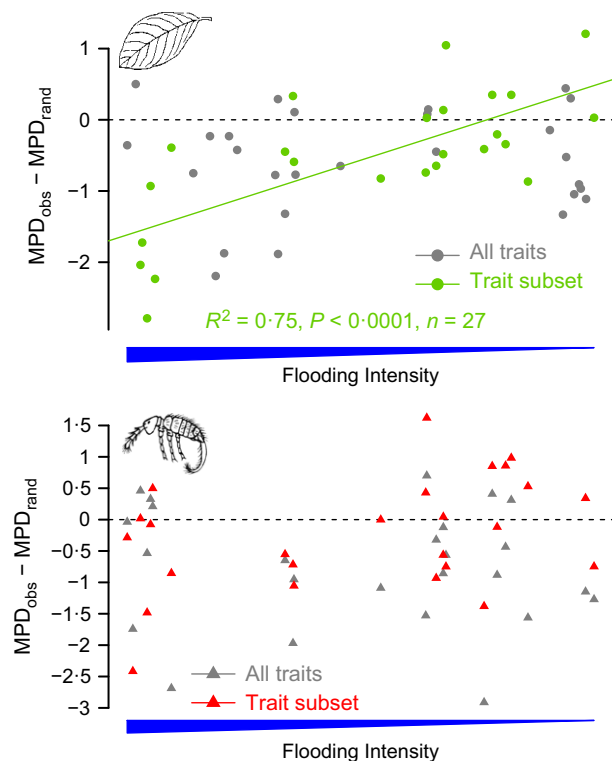 1
0
−1
−2
MPDobs − MPDrand
All traits
Trait subset
R2 = 0·75, P < 0·0001, n = 27
Flooding Intensity
1·5
1
0·5
0
−0·5
−1
−1·5
−2
−2·5
−3
MPDobs − MPDrand
All traits
Trait subset
Flooding Intensity